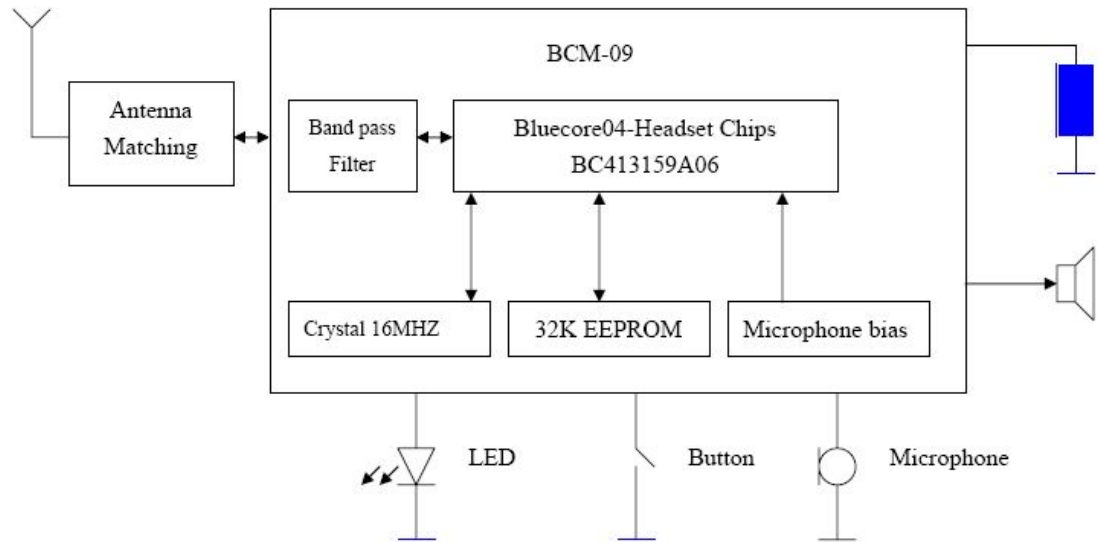 BCM-09
Antenna
Matching
Band pass
Filter
Bluecore04-Headset Chips
BC413159A06
Crystal 16MHZ
32K EEPROM
Microphone bias
LED
Button
Microphone